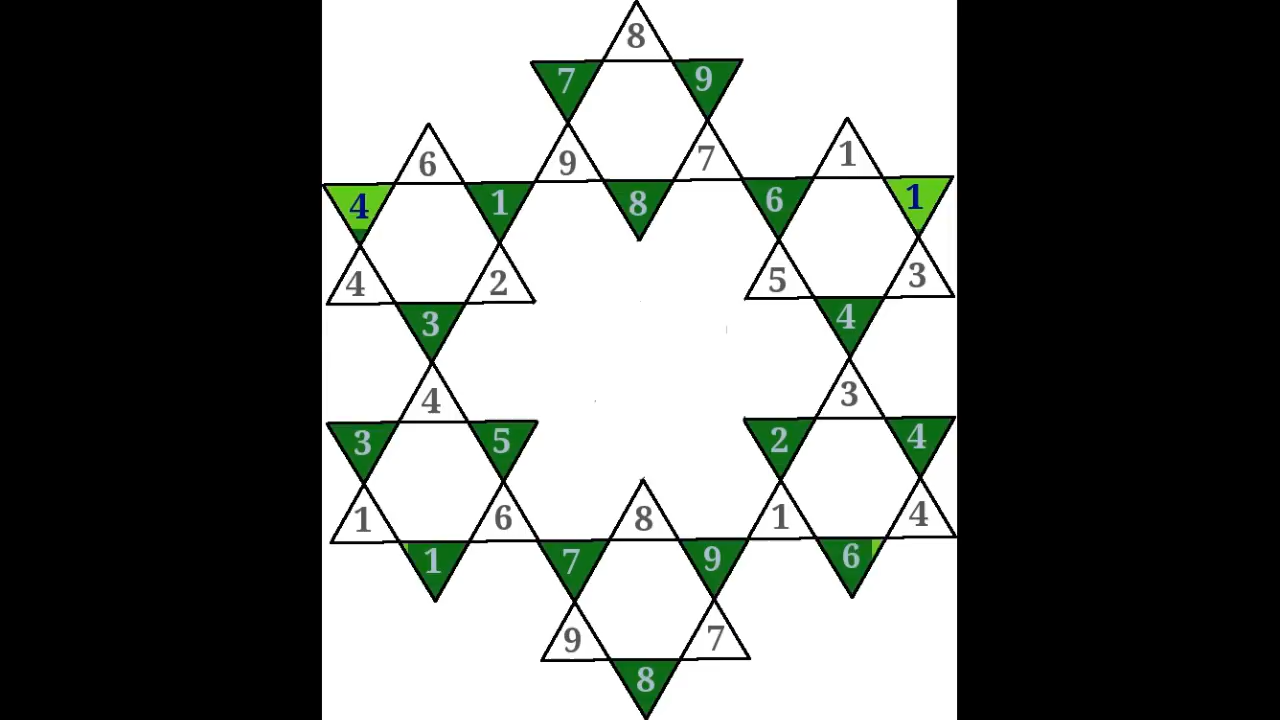 8
7 9
6 9 7 1
4 1 8 6 1
4 2 5 3
3 4
4 3
3 5 2 4
1 6 8 1 4
1 7 9 6
9 7
8